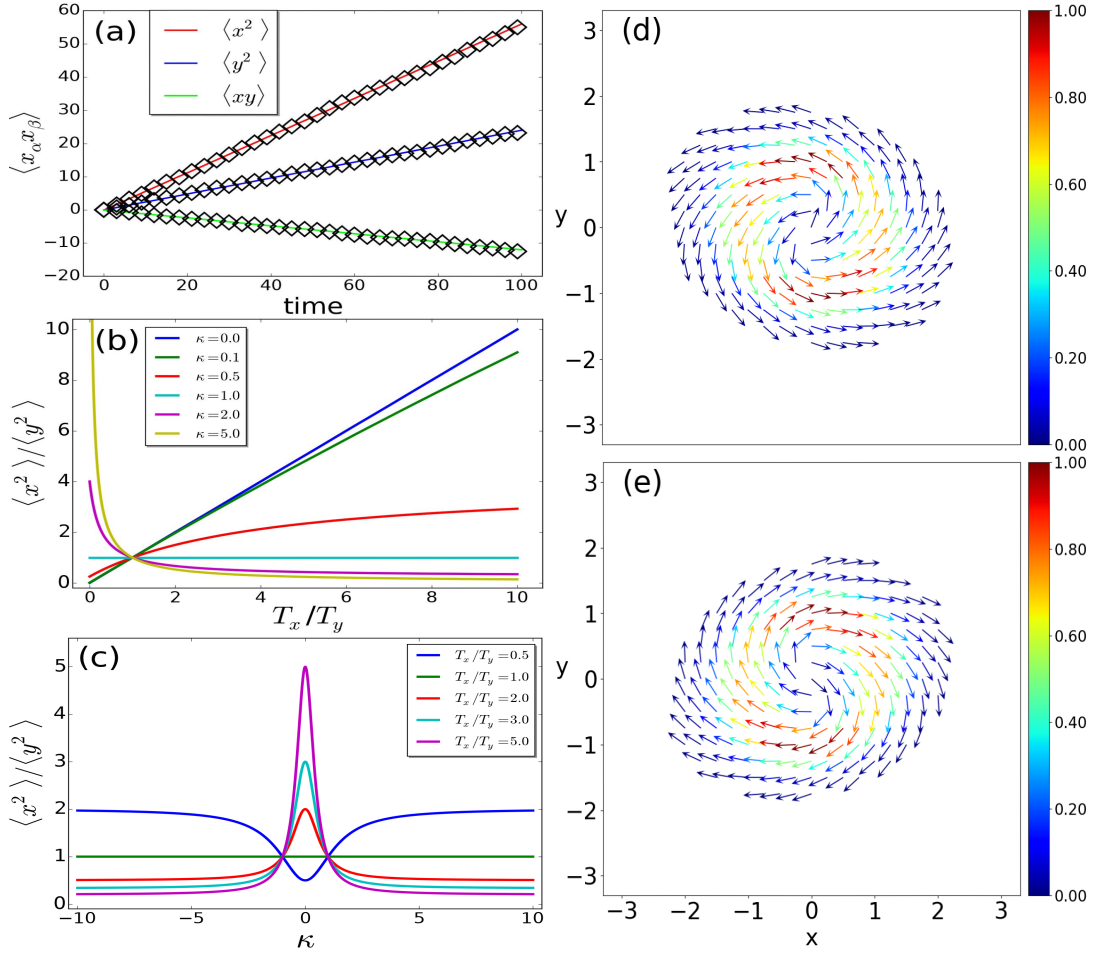 (a)
⟨x² ⟩
⟨y² ⟩
⟨xy⟩
⟨x_α x_β⟩
60
50
40
30
20
10
0
−10
−20
0 20 40 60 80 100
time
(b)
κ=0.0
κ=0.1
κ=0.5
κ=1.0
κ=2.0
κ=5.0
⟨x² ⟩/⟨y² ⟩
10
8
6
4
2
0
0 2 4 6 8 10
T_x/T_y
(c)
T_x/T_y=0.5
T_x/T_y=1.0
T_x/T_y=2.0
T_x/T_y=3.0
T_x/T_y=5.0
⟨x² ⟩/⟨y² ⟩
5
4
3
2
1
0
−10 −5 0 5 10
κ
(d)
y
3
2
1
0
−1
−2
−3
1.00
0.80
0.60
0.40
0.20
0.00
(e)
y
3
2
1
0
−1
−2
−3
−3 −2 −1 0 1 2 3
x
1.00
0.80
0.60
0.40
0.20
0.00